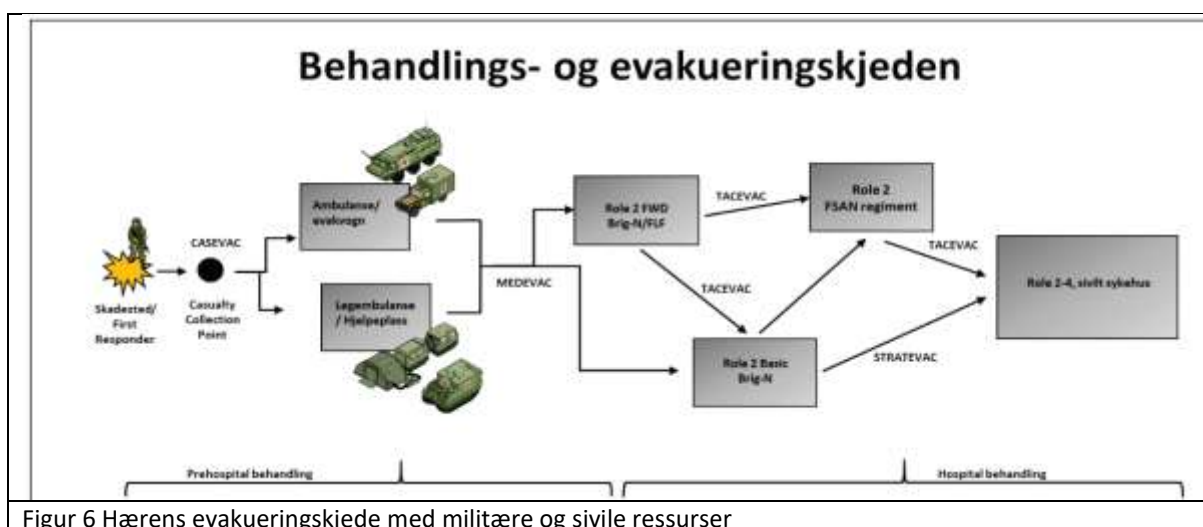 Behandlings- og evakueringskjeden
Ambulanse/
evakvogn
CASEVAC
Skadested/
First
Responder
Casualty
Collection
Point
Legeambulanse
/ Hjelpeplass
MEDEVAC
Role 2 FWD
Brig-N/FLF
TACEVAC
Role 2
FSAN regiment
TACEVAC
TACEVAC
Role 2-4, sivilt sykehus
Role 2 Basic
Brig-N
STRATEVAC
Prehospital behandling
Hospital behandling
Figur 6 Hærens evakueringskjede med militære og sivile ressurser